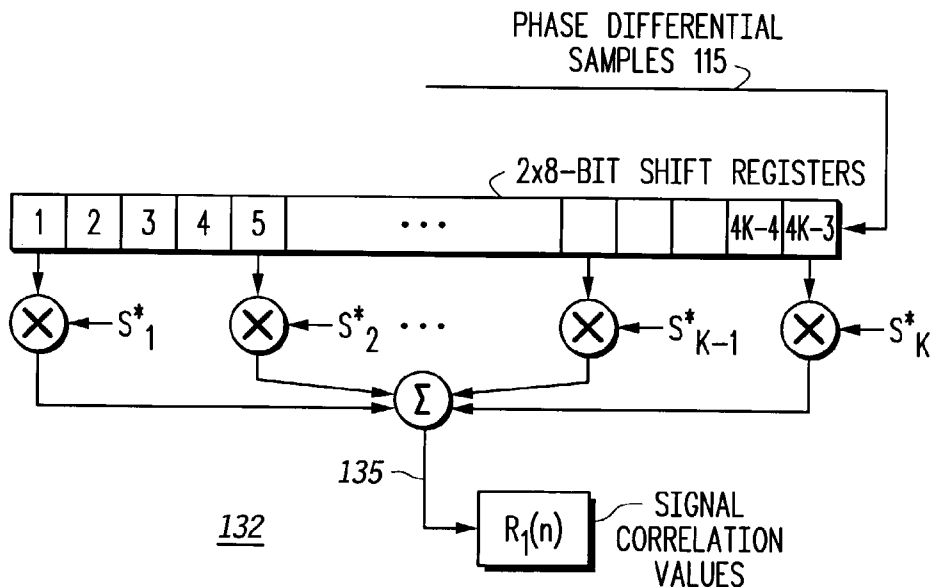 PHASE DIFFERENTIAL
SAMPLES 115
2x8-BIT SHIFT REGISTERS
1 2 3 4 5 ••• 4K-4 4K-3
S*1 S*2 ••• S*K-1 S*K
Σ
135
132
R1(n)
SIGNAL
CORRELATION
VALUES